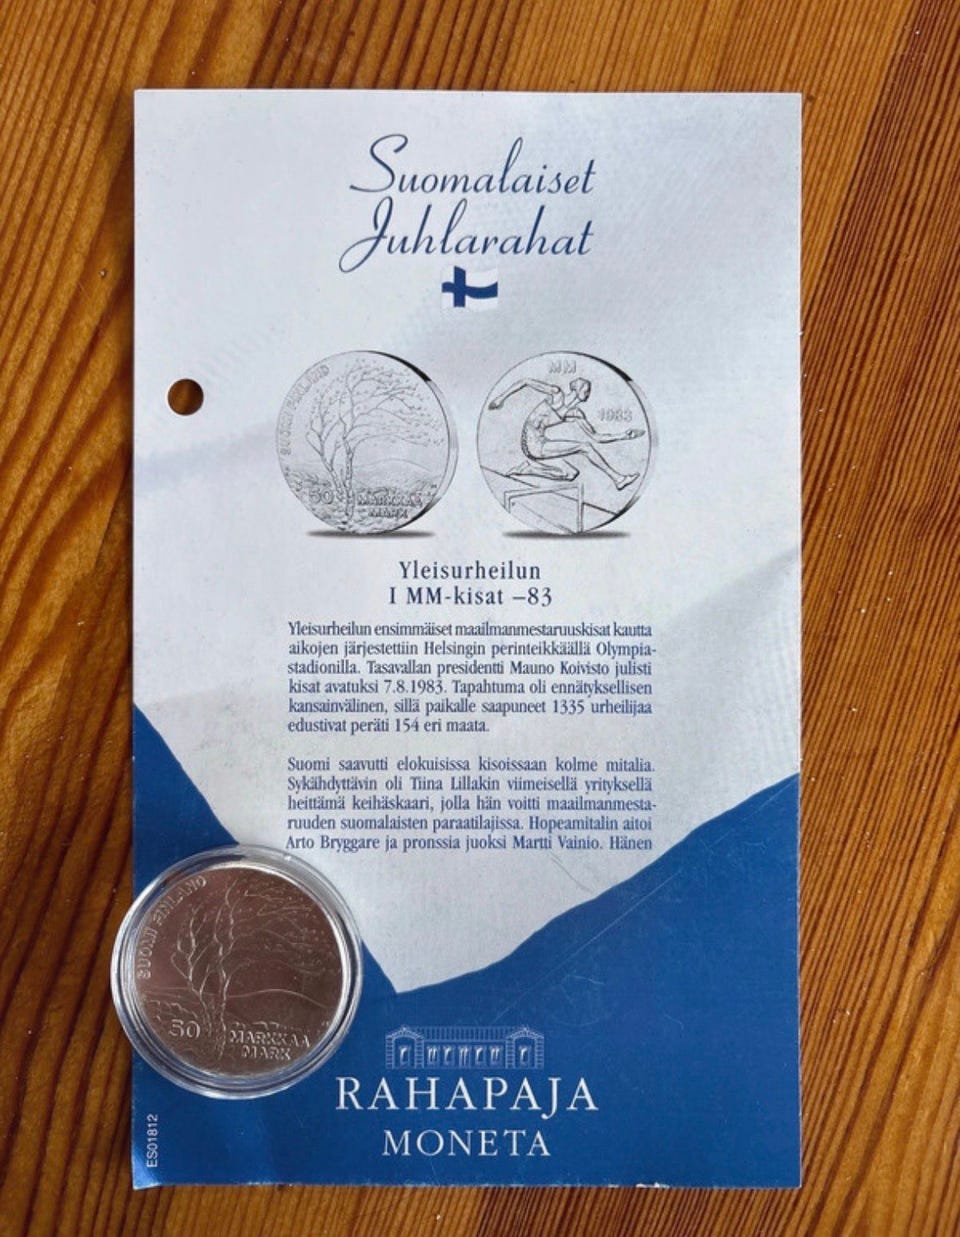 Suomalaiset
Juhlarahat
SUOMI FINLAND
50 MARKKAA
MARK
MM
1983
Yleisurheilun
I MM-kisat –83
Yleisurheilun ensimmäiset maailmanmestaruuskisat kautta
aikojen järjestettiin Helsingin perinteikkäällä Olympia-
stadionilla. Tasavallan presidentti Mauno Koivisto julisti
kisat avatuksi 7.8.1983. Tapahtuma oli ennätyksellisen
kansainvälinen, sillä paikalle saapuneet 1335 urheilijaa
edustivat peräti 154 eri maata.
Suomi saavutti elokuisissa kisoissaan kolme mitalia.
Sykähdyttävin oli Tiina Lillakin viimeisellä yrityksellä
heittämä keihäskaari, jolla hän voitti maailmanmesta-
ruuden suomalaisten paraatilajissa. Hopeamitalin aitoi
Arto Bryggare ja pronssia juoksi Martti Vainio. Hänen
SUOMI FINLAND
50 MARKKAA
MARK
RAHAPAJA
MONETA
ES01812